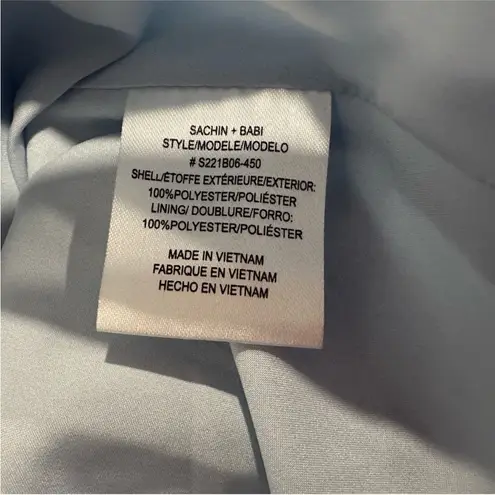 SACHIN + BABI
STYLE/MODELE/MODELO
# S221B06-450
SHELL/ÉTOFFE EXTÉRIEURE/EXTERIOR:
100%POLYESTER/POLIÉSTER
LINING/ DOUBLURE/FORRO:
100%POLYESTER/POLIÉSTER
MADE IN VIETNAM
FABRIQUE EN VIETNAM
HECHO EN VIETNAM